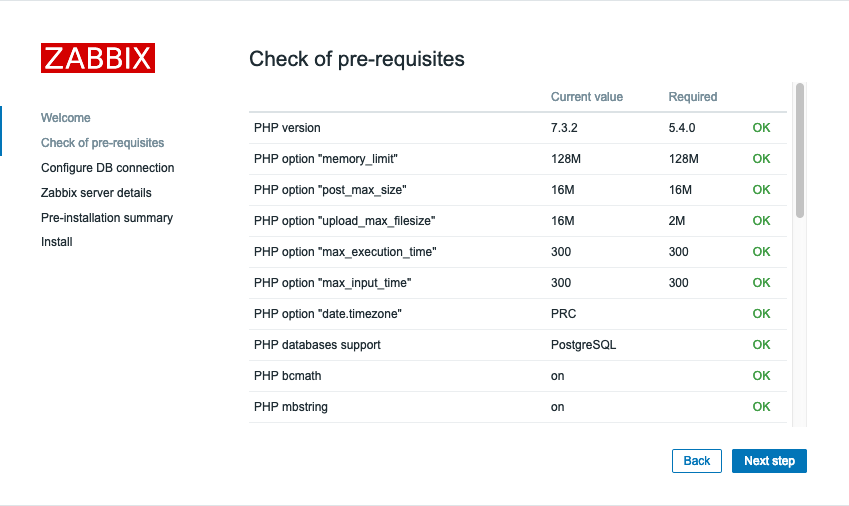 ZABBIX
Welcome
Check of pre-requisites
Configure DB connection
Zabbix server details
Pre-installation summary
Install
Check of pre-requisites
Current value Required
PHP version 7.3.2 5.4.0 OK
PHP option "memory_limit" 128M 128M OK
PHP option "post_max_size" 16M 16M OK
PHP option "upload_max_filesize" 16M 2M OK
PHP option "max_execution_time" 300 300 OK
PHP option "max_input_time" 300 300 OK
PHP option "date.timezone" PRC OK
PHP databases support PostgreSQL OK
PHP bcmath on OK
PHP mbstring on OK
Back Next step